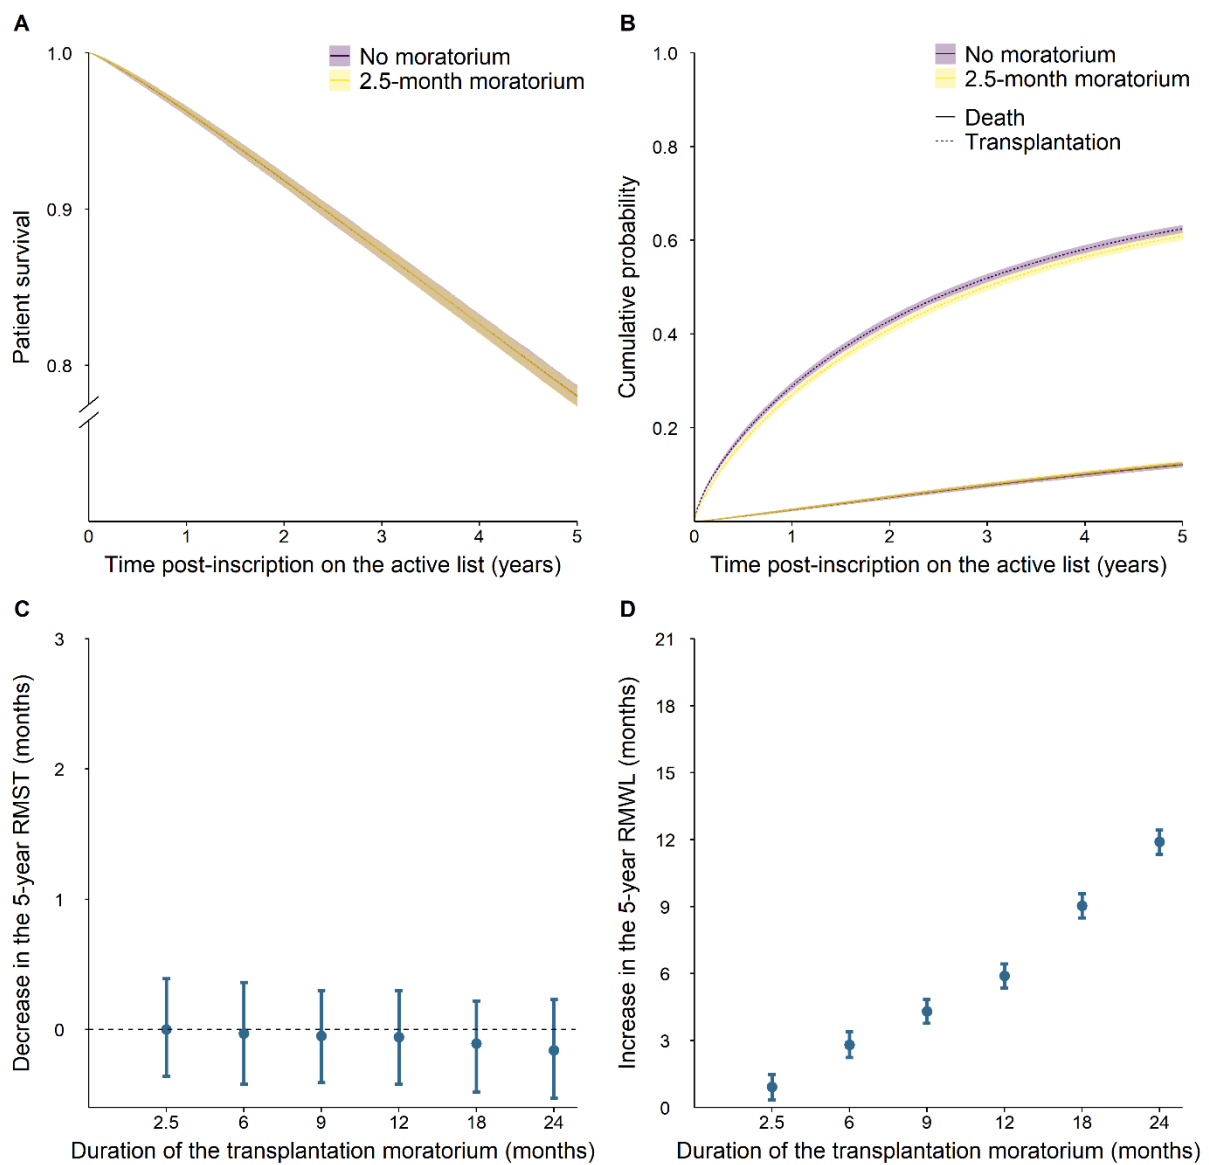 A
No moratorium
2.5-month moratorium
1.0
0.9
0.8
Patient survival
0 1 2 3 4 5
Time post-inscription on the active list (years)
B
No moratorium
2.5-month moratorium
Death
Transplantation
1.0
0.8
0.6
0.4
0.2
Cumulative probability
0 1 2 3 4 5
Time post-inscription on the active list (years)
C
3
2
1
0
Decrease in the 5-year RMST (months)
2.5 6 9 12 18 24
Duration of the transplantation moratorium (months)
D
21
18
15
12
9
6
3
0
Increase in the 5-year RMWL (months)
2.5 6 9 12 18 24
Duration of the transplantation moratorium (months)